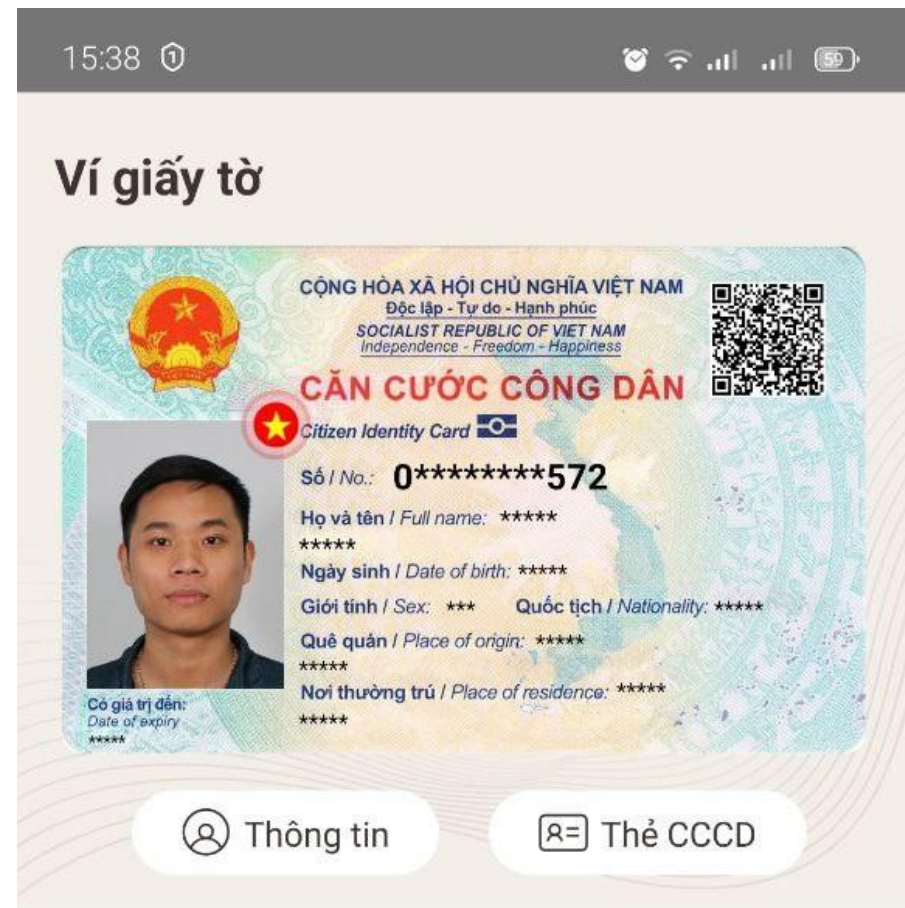 15:38
59
Ví giấy tờ
CỘNG HÒA XÃ HỘI CHỦ NGHĨA VIỆT NAM
Độc lập - Tự do - Hạnh phúc
SOCIALIST REPUBLIC OF VIET NAM
Independence - Freedom - Happiness
CĂN CƯỚC CÔNG DÂN
Citizen Identity Card
Số / No.: 0********572
Họ và tên / Full name: *****
*****
Ngày sinh / Date of birth: *****
Giới tính / Sex: *** Quốc tịch / Nationality: *****
Quê quán / Place of origin: *****
*****
Nơi thường trú / Place of residence: *****
*****
Có giá trị đến:
Date of expiry
*****
Thông tin
Thẻ CCCD